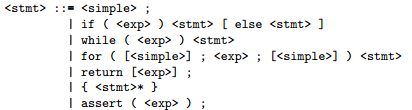 <stmt> ::= <simple> ;
| if ( <exp> ) <stmt> [ else <stmt> ]
| while ( <exp> ) <stmt>
| for ( [<simple>] ; <exp> ; [<simple>] ) <stmt>
| return [<exp>] ;
| { <stmt>* }
| assert ( <exp> ) ;